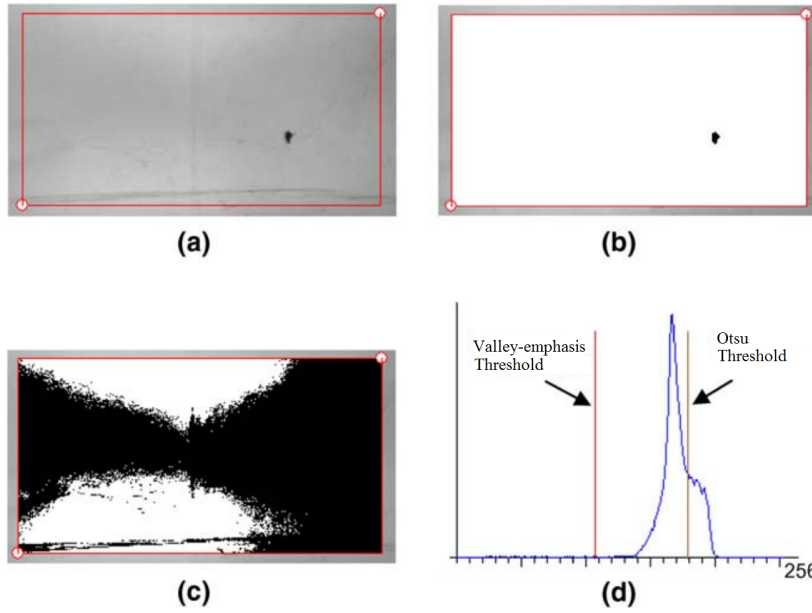 (a)
(b)
Valley-emphasis
Threshold
Otsu
Threshold
256
(c)
(d)